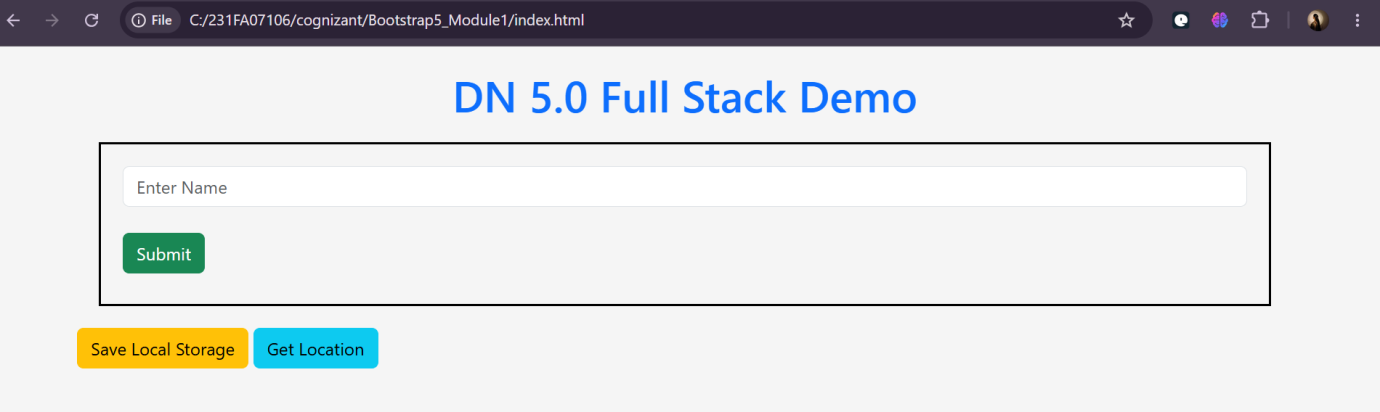 File C:/231FA07106/cognizant/Bootstrap5_Module1/index.html
DN 5.0 Full Stack Demo
Enter Name
Submit
Save Local Storage Get Location